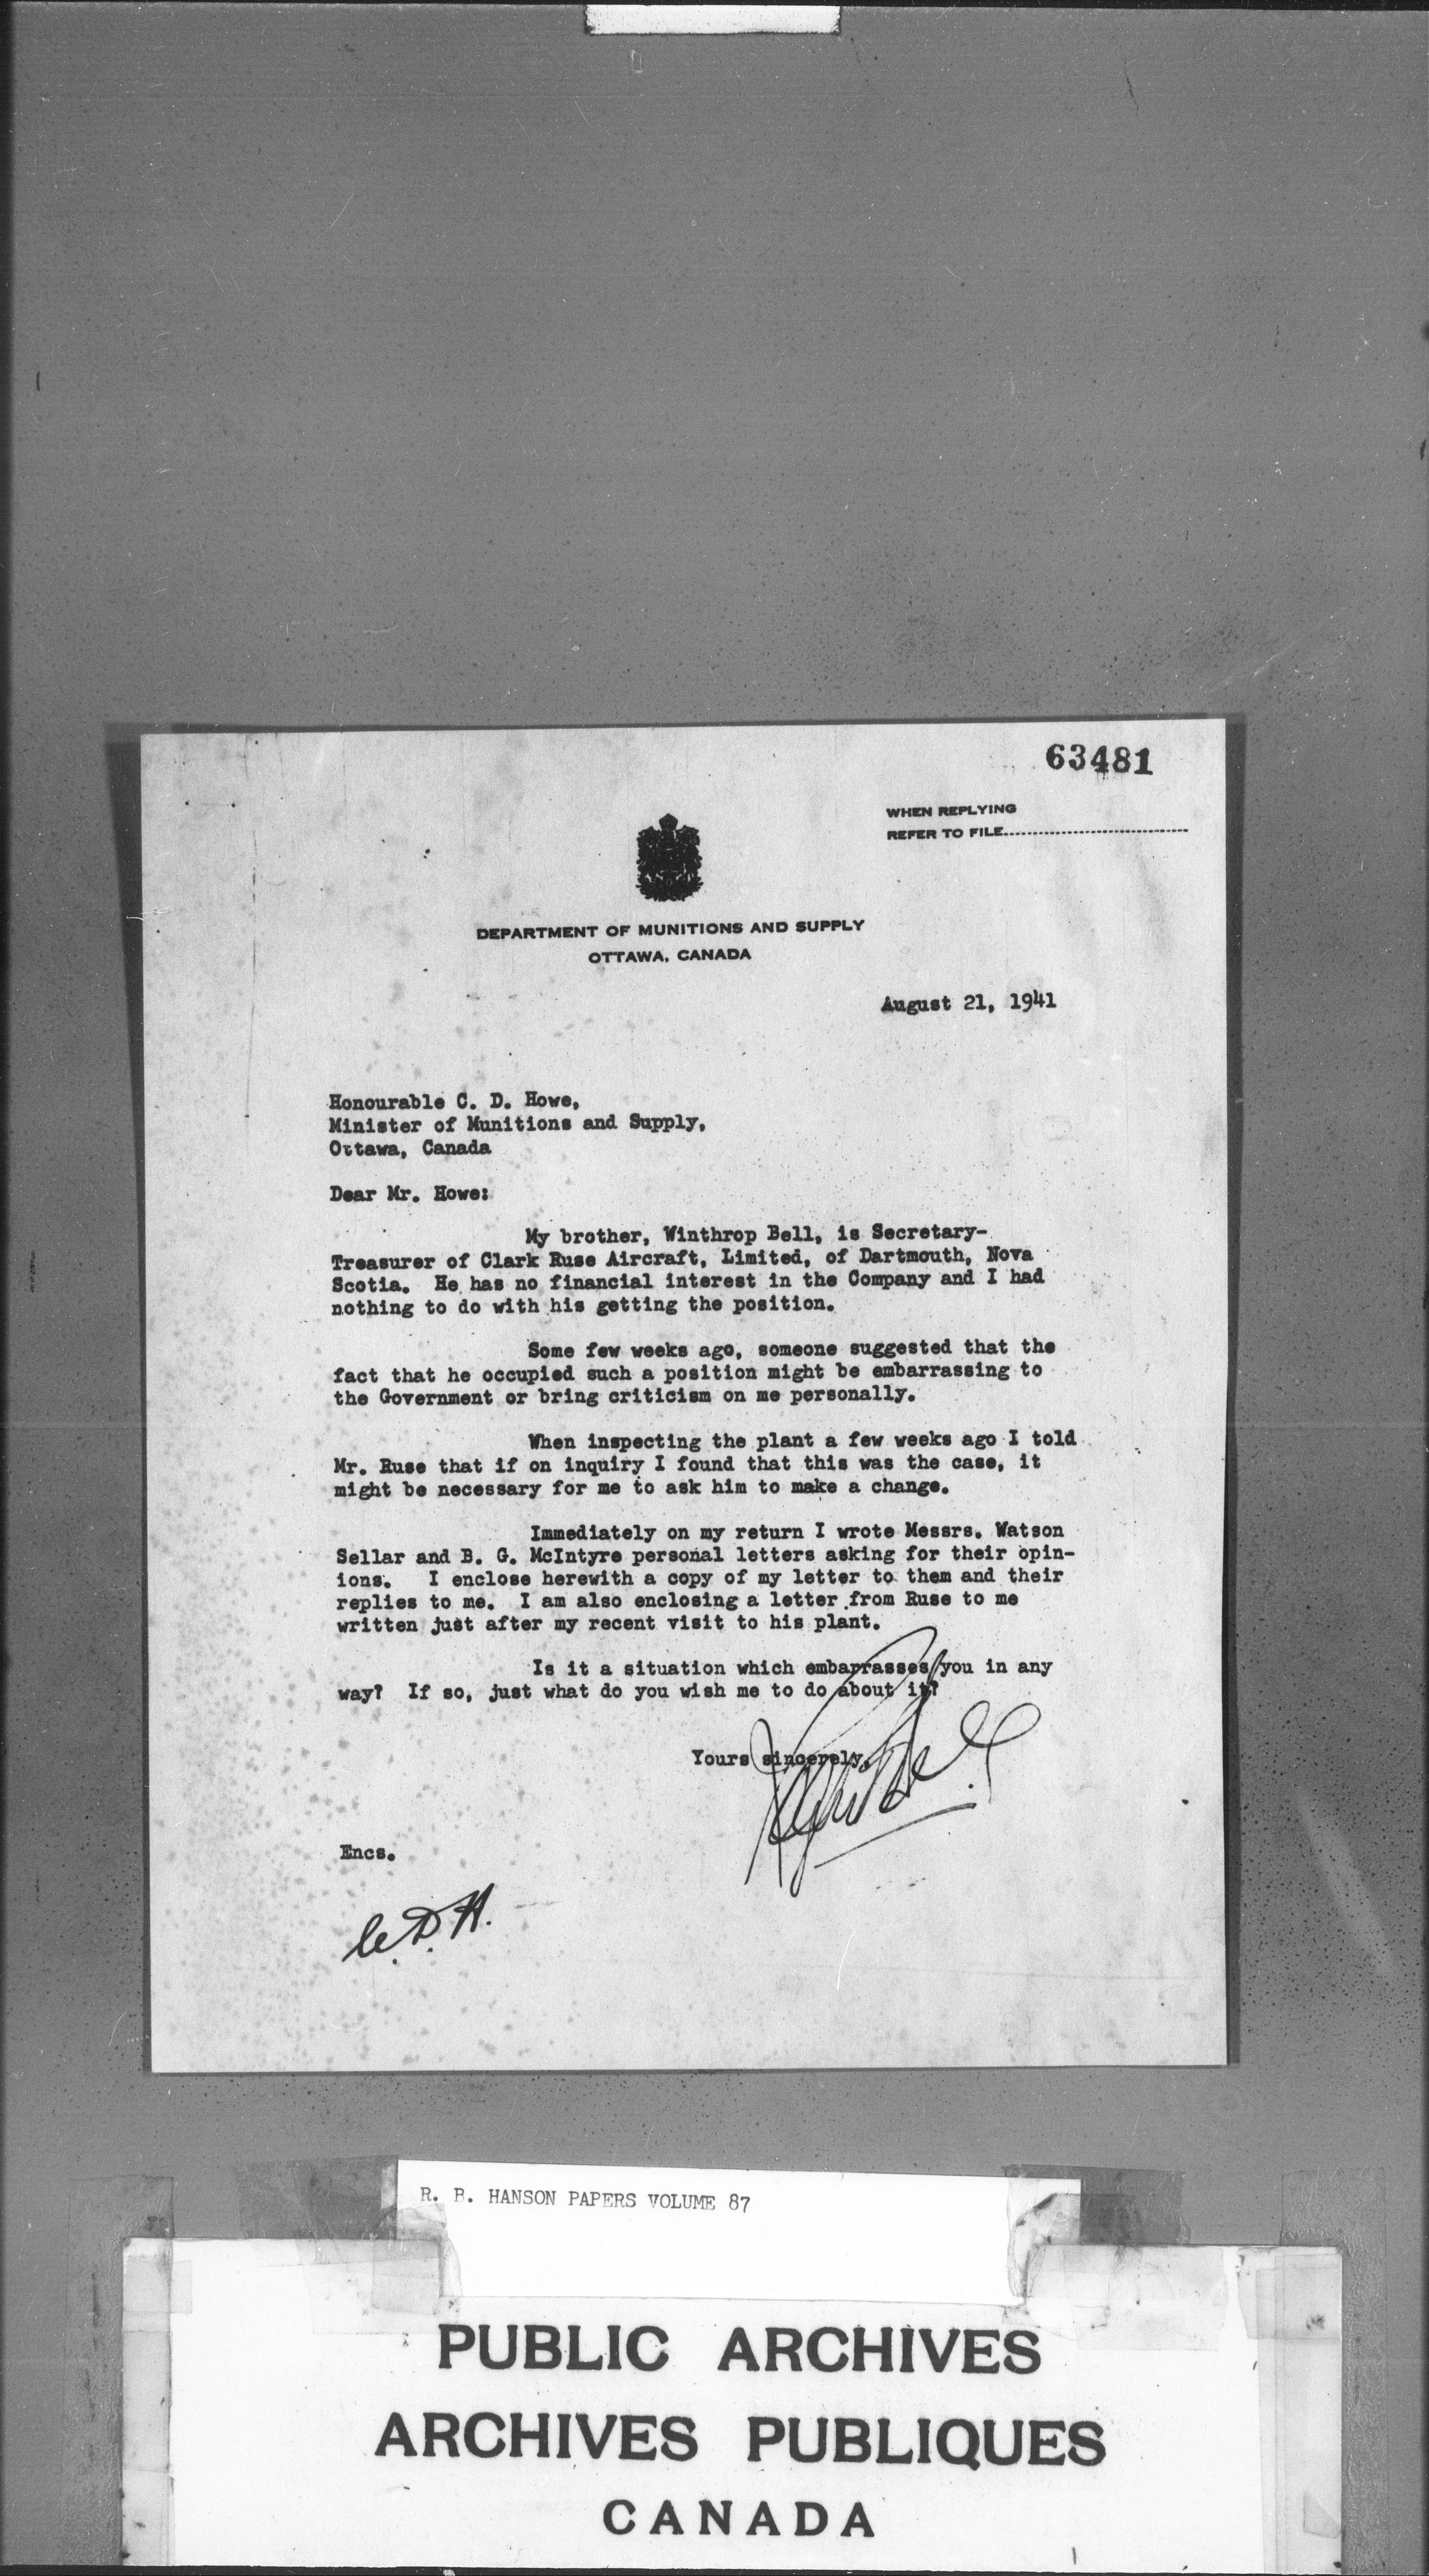 63481
WHEN REPLYING
REFER TO FILE
DEPARTMENT OF MUNITIONS AND SUPPLY
OTTAWA, CANADA
August 21, 1941
Honourable C. D. Howe,
Minister of Munitions and Supply,
Ottawa, Canada
Dear Mr. Howe:
My brother, Winthrop Bell, is Secretary-
Treasurer of Clark Ruse Aircraft, Limited, of Dartmouth, Nova
Scotia. He has no financial interest in the Company and I had
nothing to do with his getting the position.
Some few weeks ago, someone suggested that the
fact that he occupied such a position might be embarrassing to
the Government or bring criticism on me personally.
When inspecting the plant a few weeks ago I told
Mr. Ruse that if on inquiry I found that this was the case, it
might be necessary for me to ask him to make a change.
Immediately on my return I wrote Messrs. Watson
Sellar and B. G. McIntyre personal letters asking for their opin-
ions. I enclose herewith a copy of my letter to them and their
replies to me. I am also enclosing a letter from Ruse to me
written just after my recent visit to his plant.
Is it a situation which embarrasses you in any
way? If so, just what do you wish me to do about it?
Yours sincerely,
Encs.
C.D.H.
R. B. HANSON PAPERS VOLUME 87
PUBLIC ARCHIVES
ARCHIVES PUBLIQUES
CANADA